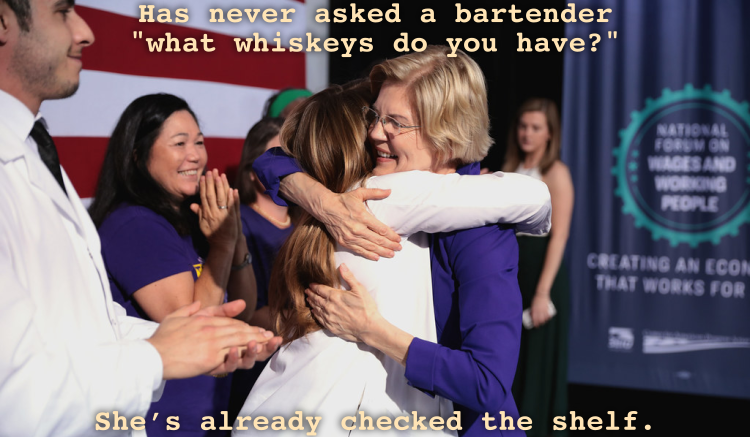 Has never asked a bartender
"what whiskeys do you have?"
NATIONAL
FORUM ON
WAGES AND
WORKING
PEOPLE
CREATING AN ECON
THAT WORKS FOR
She’s already checked the shelf.